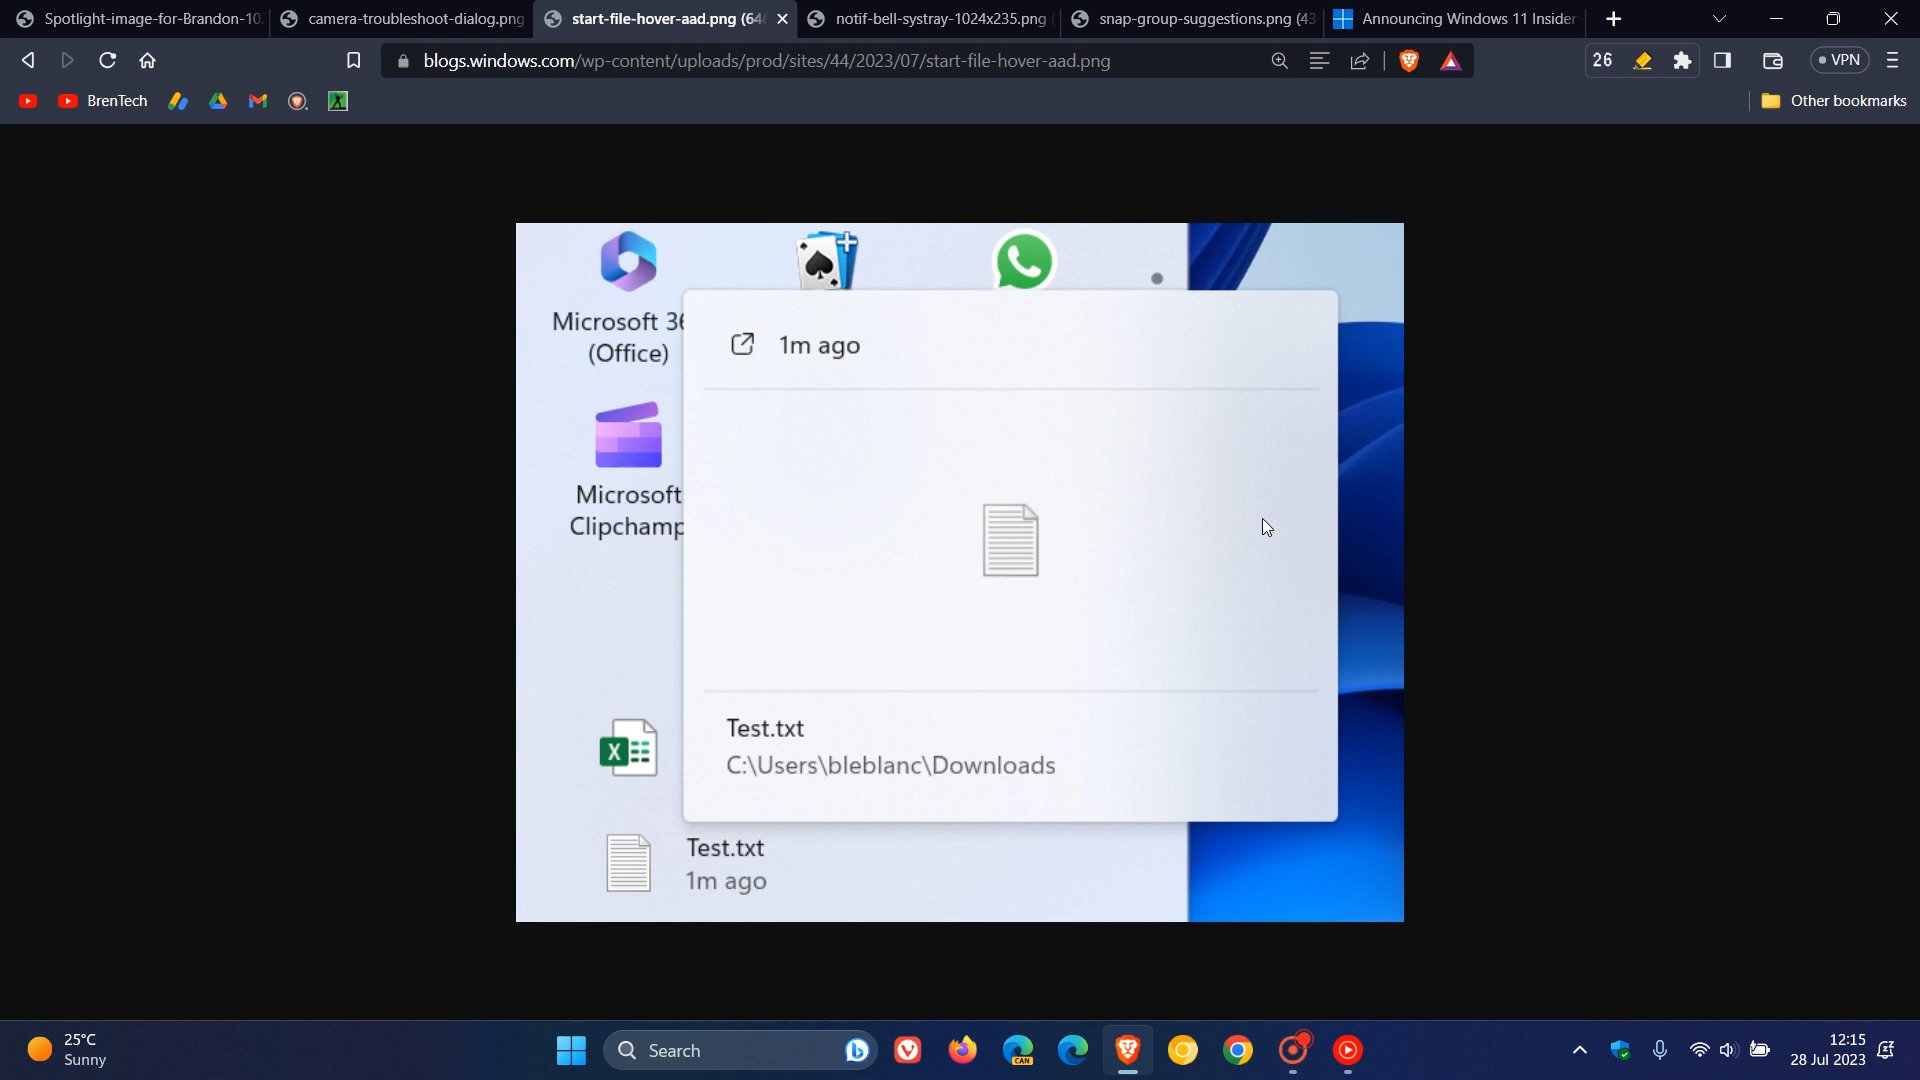 Spotlight-image-for-Brandon-10
camera-troubleshoot-dialog.png
start-file-hover-aad.png (64
notif-bell-systray-1024x235.png
snap-group-suggestions.png (43
Announcing Windows 11 Insider
blogs.windows.com/wp-content/uploads/prod/sites/44/2023/07/start-file-hover-aad.png
26
VPN
BrenTech
Other bookmarks
Microsoft 36
(Office)
1m ago
Microsoft
Clipchamp
Test.txt
C:\Users\bleblanc\Downloads
X
Test.txt
1m ago
25°C
Sunny
Search
CAN
12:15
28 Jul 2023